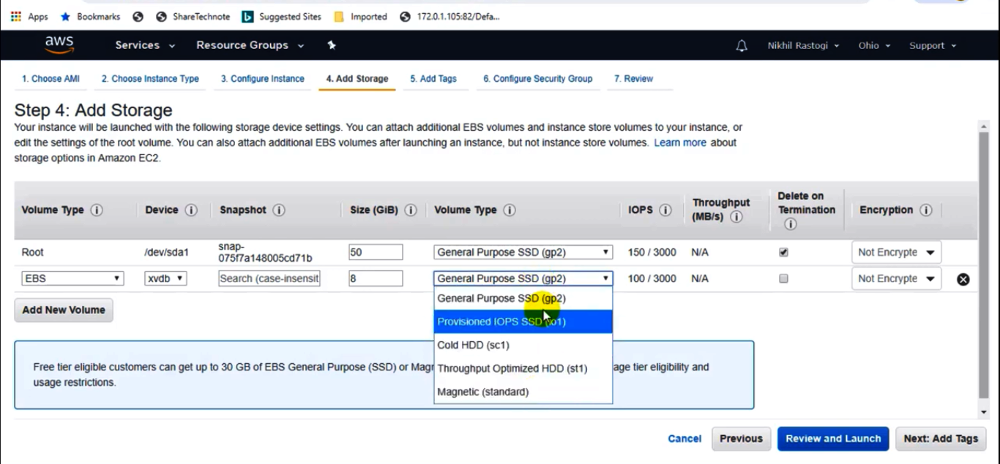 Apps Bookmarks ShareTechnote Suggested Sites Imported 172.0.1.105:82/Defa...
aws Services Resource Groups Nikhil Rastogi Ohio Support
1. Choose AMI 2. Choose Instance Type 3. Configure Instance 4. Add Storage 5. Add Tags 6. Configure Security Group 7. Review
Step 4: Add Storage
Your instance will be launched with the following storage device settings. You can attach additional EBS volumes and instance store volumes to your instance, or
edit the settings of the root volume. You can also attach additional EBS volumes after launching an instance, but not instance store volumes. Learn more about
storage options in Amazon EC2.
Volume Type Device Snapshot Size (GiB) Volume Type IOPS Throughput (MB/s) Delete on Termination Encryption
Root /dev/sda1 snap-075f7a148005cd71b 50 General Purpose SSD (gp2) 150 / 3000 N/A Not Encrypte
EBS xvdb Search (case-insensit 8 General Purpose SSD (gp2) 100 / 3000 N/A Not Encrypte
General Purpose SSD (gp2)
Add New Volume
Provisioned IOPS SSD (io1)
Cold HDD (sc1)
Throughput Optimized HDD (st1)
Magnetic (standard)
Free tier eligible customers can get up to 30 GB of EBS General Purpose (SSD) or Magn age tier eligibility and
usage restrictions.
Cancel Previous Review and Launch Next: Add Tags